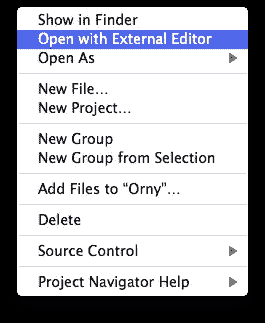 Show in Finder
Open with External Editor
Open As
New File...
New Project...
New Group
New Group from Selection
Add Files to “Orny”...
Delete
Source Control
Project Navigator Help